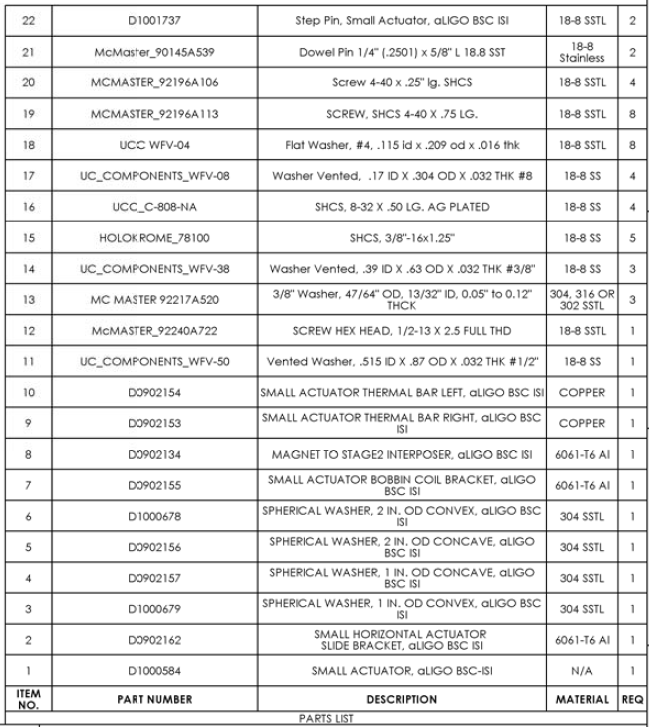 22 D1001737 Step Pin, Small Actuator, aLIGO BSC ISI 18-8 SSTL 2
21 McMaster_90145A539 Dowel Pin 1/4" (.2501) x 5/8" L 18.8 SST 18-8 Stainless 2
20 MCMASTER_92196A106 Screw 4-40 x .25" lg. SHCS 18-8 SSTL 4
19 MCMASTER_92196A113 SCREW, SHCS 4-40 X .75 LG. 18-8 SSTL 8
18 UCC WFV-04 Flat Washer, #4, .115 id x .209 od x .016 thk 18-8 SSTL 8
17 UC_COMPONENTS_WFV-08 Washer Vented, .17 ID X .304 OD X .032 THK #8 18-8 SS 4
16 UCC_C-808-NA SHCS, 8-32 X .50 LG. AG PLATED 18-8 SS 4
15 HOLOKROME_78100 SHCS, 3/8"-16x1.25" 18-8 SS 5
14 UC_COMPONENTS_WFV-38 Washer Vented, .39 ID X .63 OD X .032 THK #3/8" 18-8 SS 3
13 MC MASTER 92217A520 3/8" Washer, 47/64" OD, 13/32" ID, 0.05" to 0.12" THCK 304, 316 OR 302 SSTL 3
12 McMASTER_92240A722 SCREW HEX HEAD, 1/2-13 X 2.5 FULL THD 18-8 SSTL 1
11 UC_COMPONENTS_WFV-50 Vented Washer, .515 ID X .87 OD X .032 THK #1/2" 18-8 SS 1
10 D0902154 SMALL ACTUATOR THERMAL BAR LEFT, aLIGO BSC ISI COPPER 1
9 D0902153 SMALL ACTUATOR THERMAL BAR RIGHT, aLIGO BSC ISI COPPER 1
8 D0902134 MAGNET TO STAGE2 INTERPOSER, aLIGO BSC ISI 6061-T6 Al 1
7 D0902155 SMALL ACTUATOR BOBBIN COIL BRACKET, aLIGO BSC ISI 6061-T6 Al 1
6 D1000678 SPHERICAL WASHER, 2 IN. OD CONVEX, aLIGO BSC ISI 304 SSTL 1
5 D0902156 SPHERICAL WASHER, 2 IN. OD CONCAVE, aLIGO BSC ISI 304 SSTL 1
4 D0902157 SPHERICAL WASHER, 1 IN. OD CONCAVE, aLIGO BSC ISI 304 SSTL 1
3 D1000679 SPHERICAL WASHER, 1 IN. OD CONVEX, aLIGO BSC ISI 304 SSTL 1
2 D0902162 SMALL HORIZONTAL ACTUATOR SLIDE BRACKET, aLIGO BSC ISI 6061-T6 Al 1
1 D1000584 SMALL ACTUATOR, aLIGO BSC-ISI N/A 1
ITEM NO. PART NUMBER DESCRIPTION MATERIAL REQ
PARTS LIST